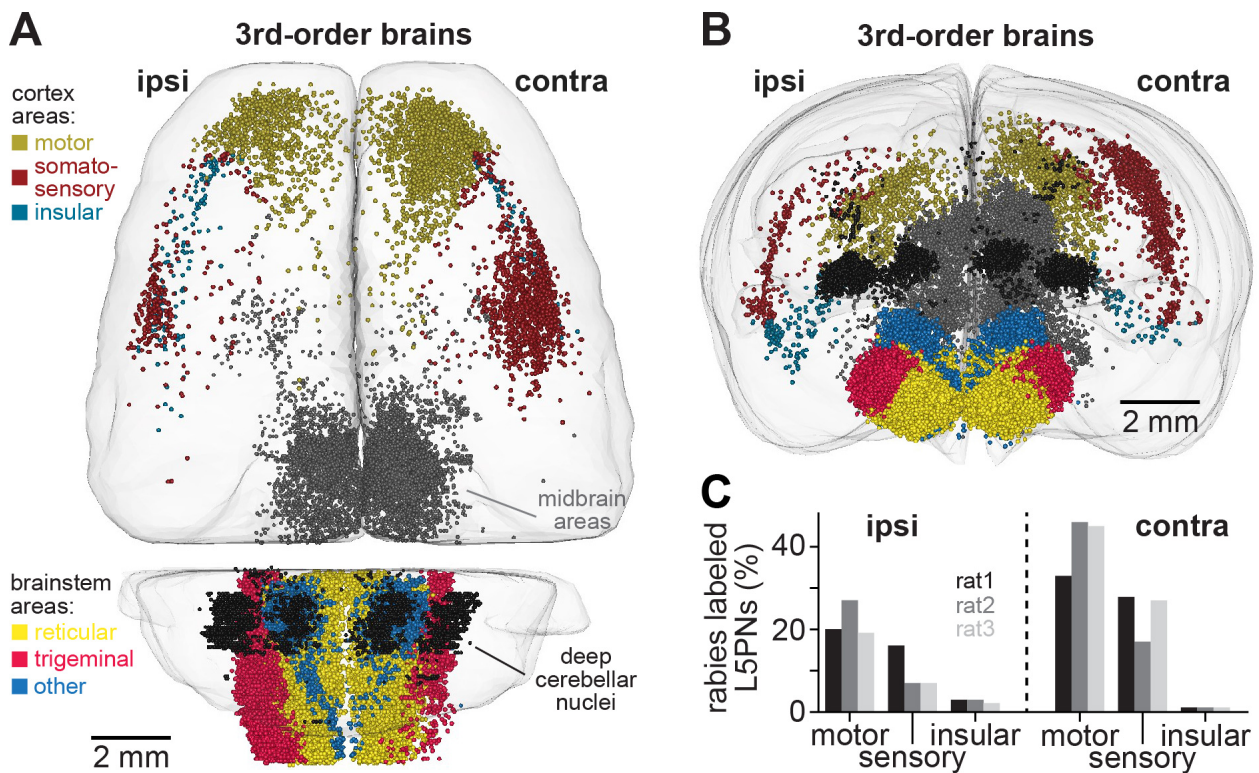 A
3rd-order brains
ipsi
contra
cortex
areas:
motor
somato-
sensory
insular
midbrain
areas
brainstem
areas:
reticular
trigeminal
other
deep
cerebellar
nuclei
2 mm
B
3rd-order brains
ipsi
contra
2 mm
C
rabies labeled
L5PNs (%)
40
20
0
ipsi
contra
rat1
rat2
rat3
motor
sensory
insular
motor
sensory
insular